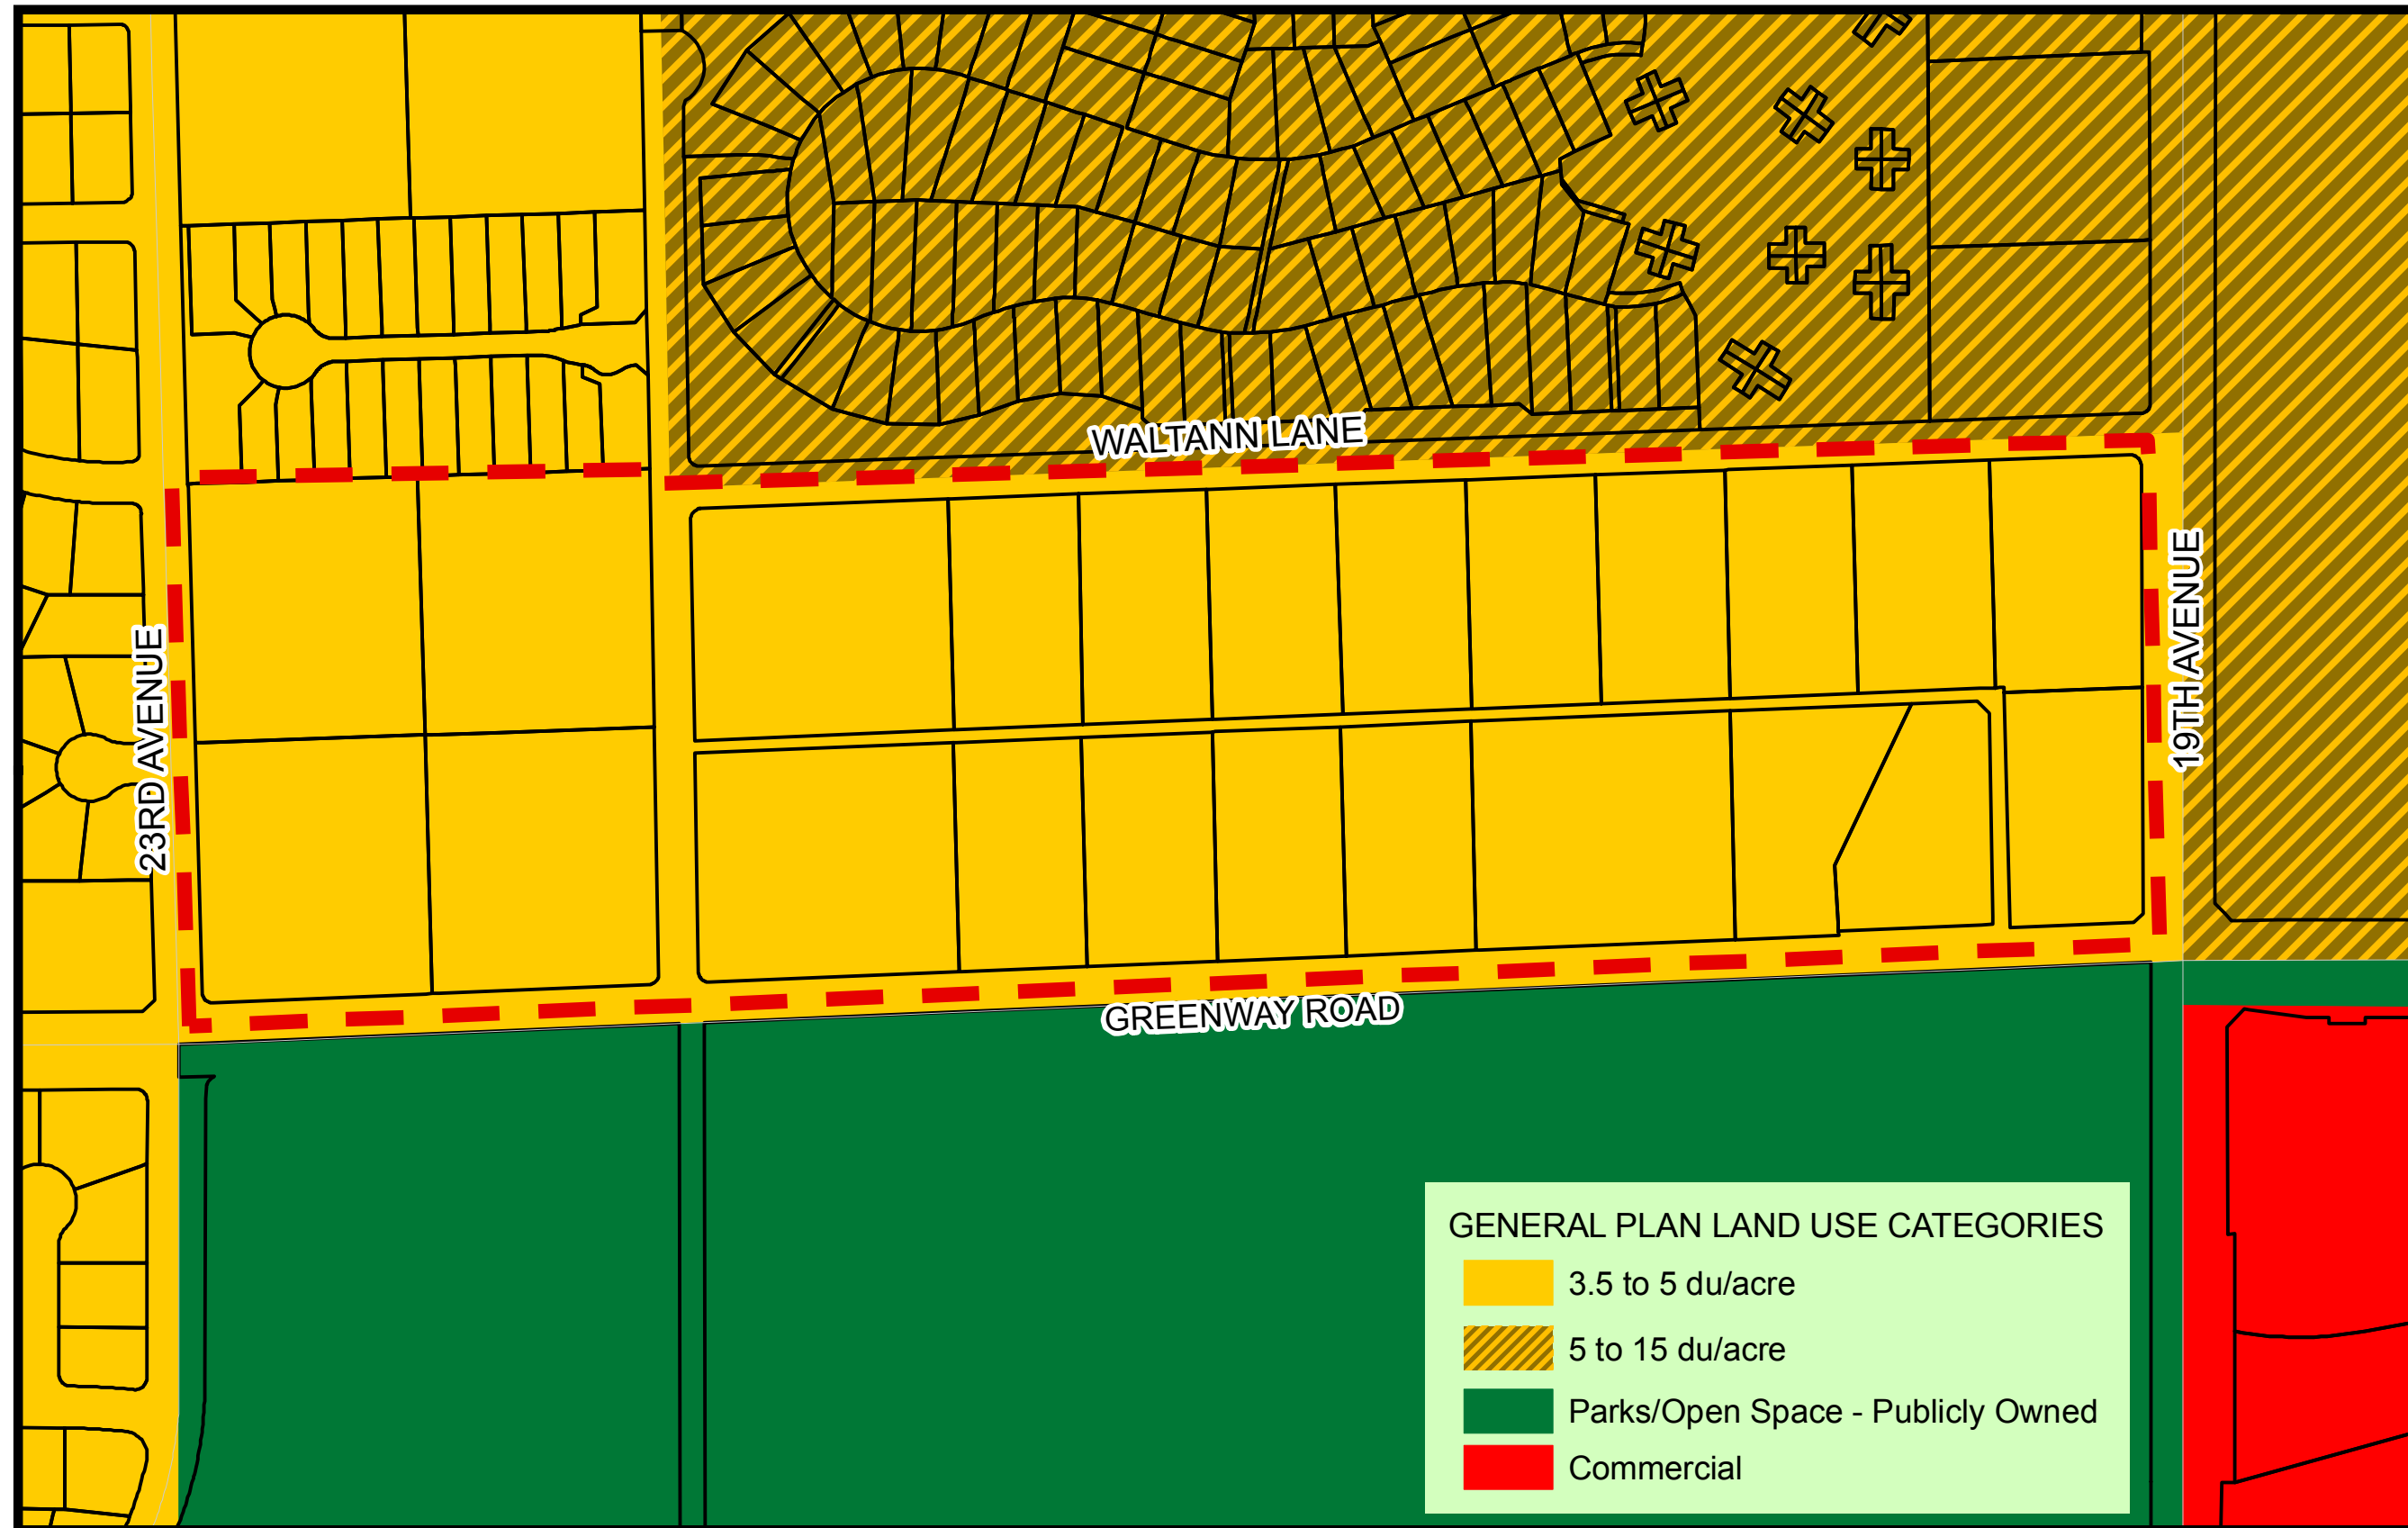 WALTANN LANE
23RD AVENUE
19TH AVENUE
GREENWAY ROAD
GENERAL PLAN LAND USE CATEGORIES
3.5 to 5 du/acre
5 to 15 du/acre
Parks/Open Space - Publicly Owned
Commercial